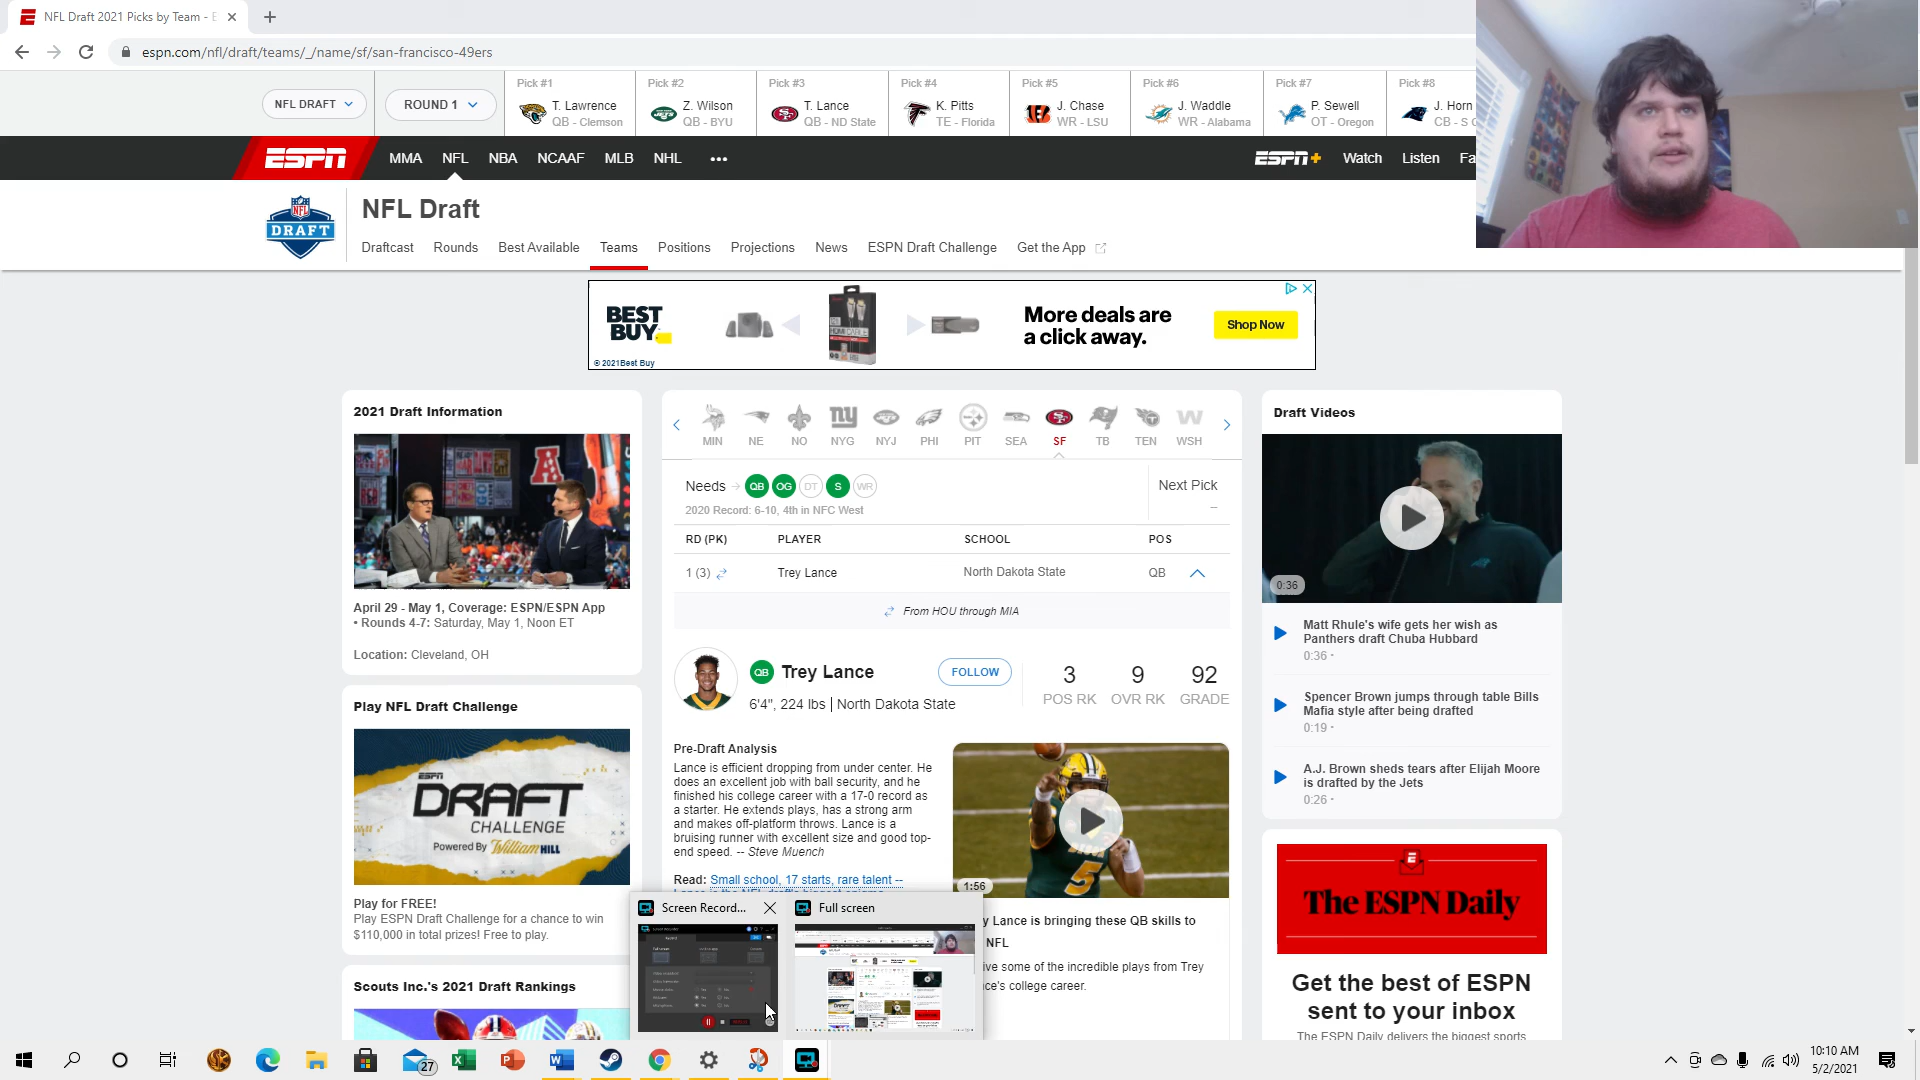 NFL Draft 2021 Picks by Team - E
espn.com/nfl/draft/teams/_/name/sf/san-francisco-49ers
NFL DRAFT
ROUND 1
Pick #1
T. Lawrence
QB - Clemson
Pick #2
Z. Wilson
QB - BYU
Pick #3
T. Lance
QB - ND State
Pick #4
K. Pitts
TE - Florida
Pick #5
J. Chase
WR - LSU
Pick #6
J. Waddle
WR - Alabama
Pick #7
P. Sewell
OT - Oregon
Pick #8
J. Horn
CB - S C
ESPN
MMA NFL NBA NCAAF MLB NHL
ESPN+ Watch Listen Fa
NFL DRAFT
NFL Draft
Draftcast Rounds Best Available Teams Positions Projections News ESPN Draft Challenge Get the App
BEST BUY
More deals are
a click away.
Shop Now
© 2021 Best Buy
2021 Draft Information
April 29 - May 1, Coverage: ESPN/ESPN App
• Rounds 4-7: Saturday, May 1, Noon ET
Location: Cleveland, OH
Play NFL Draft Challenge
ESPN
DRAFT
CHALLENGE
Powered By William HILL
Play for FREE!
Play ESPN Draft Challenge for a chance to win
$110,000 in total prizes! Free to play.
Scouts Inc.'s 2021 Draft Rankings
MIN NE NO NYG NYJ PHI PIT SEA SF TB TEN WSH
Needs QB OG DT S WR
2020 Record: 6-10, 4th in NFC West
Next Pick
–
RD (PK) PLAYER SCHOOL POS
1 (3) Trey Lance North Dakota State QB
From HOU through MIA
QB Trey Lance
FOLLOW
6'4", 224 lbs | North Dakota State
3 9 92
POS RK OVR RK GRADE
Pre-Draft Analysis
Lance is efficient dropping from under center. He
does an excellent job with ball security, and he
finished his college career with a 17-0 record as
a starter. He extends plays, has a strong arm
and makes off-platform throws. Lance is a
bruising runner with excellent size and good top-
end speed. -- Steve Muench
Read: Small school, 17 starts, rare talent --
1:56
y Lance is bringing these QB skills to
NFL
ive some of the incredible plays from Trey
ce's college career.
Screen Record...
Full screen
Draft Videos
0:36
Matt Rhule's wife gets her wish as
Panthers draft Chuba Hubbard
0:36 ·
Spencer Brown jumps through table Bills
Mafia style after being drafted
0:19 ·
A.J. Brown sheds tears after Elijah Moore
is drafted by the Jets
0:26 ·
The ESPN Daily
Get the best of ESPN
sent to your inbox
The ESPN Daily delivers the biggest sports
27
10:10 AM
5/2/2021